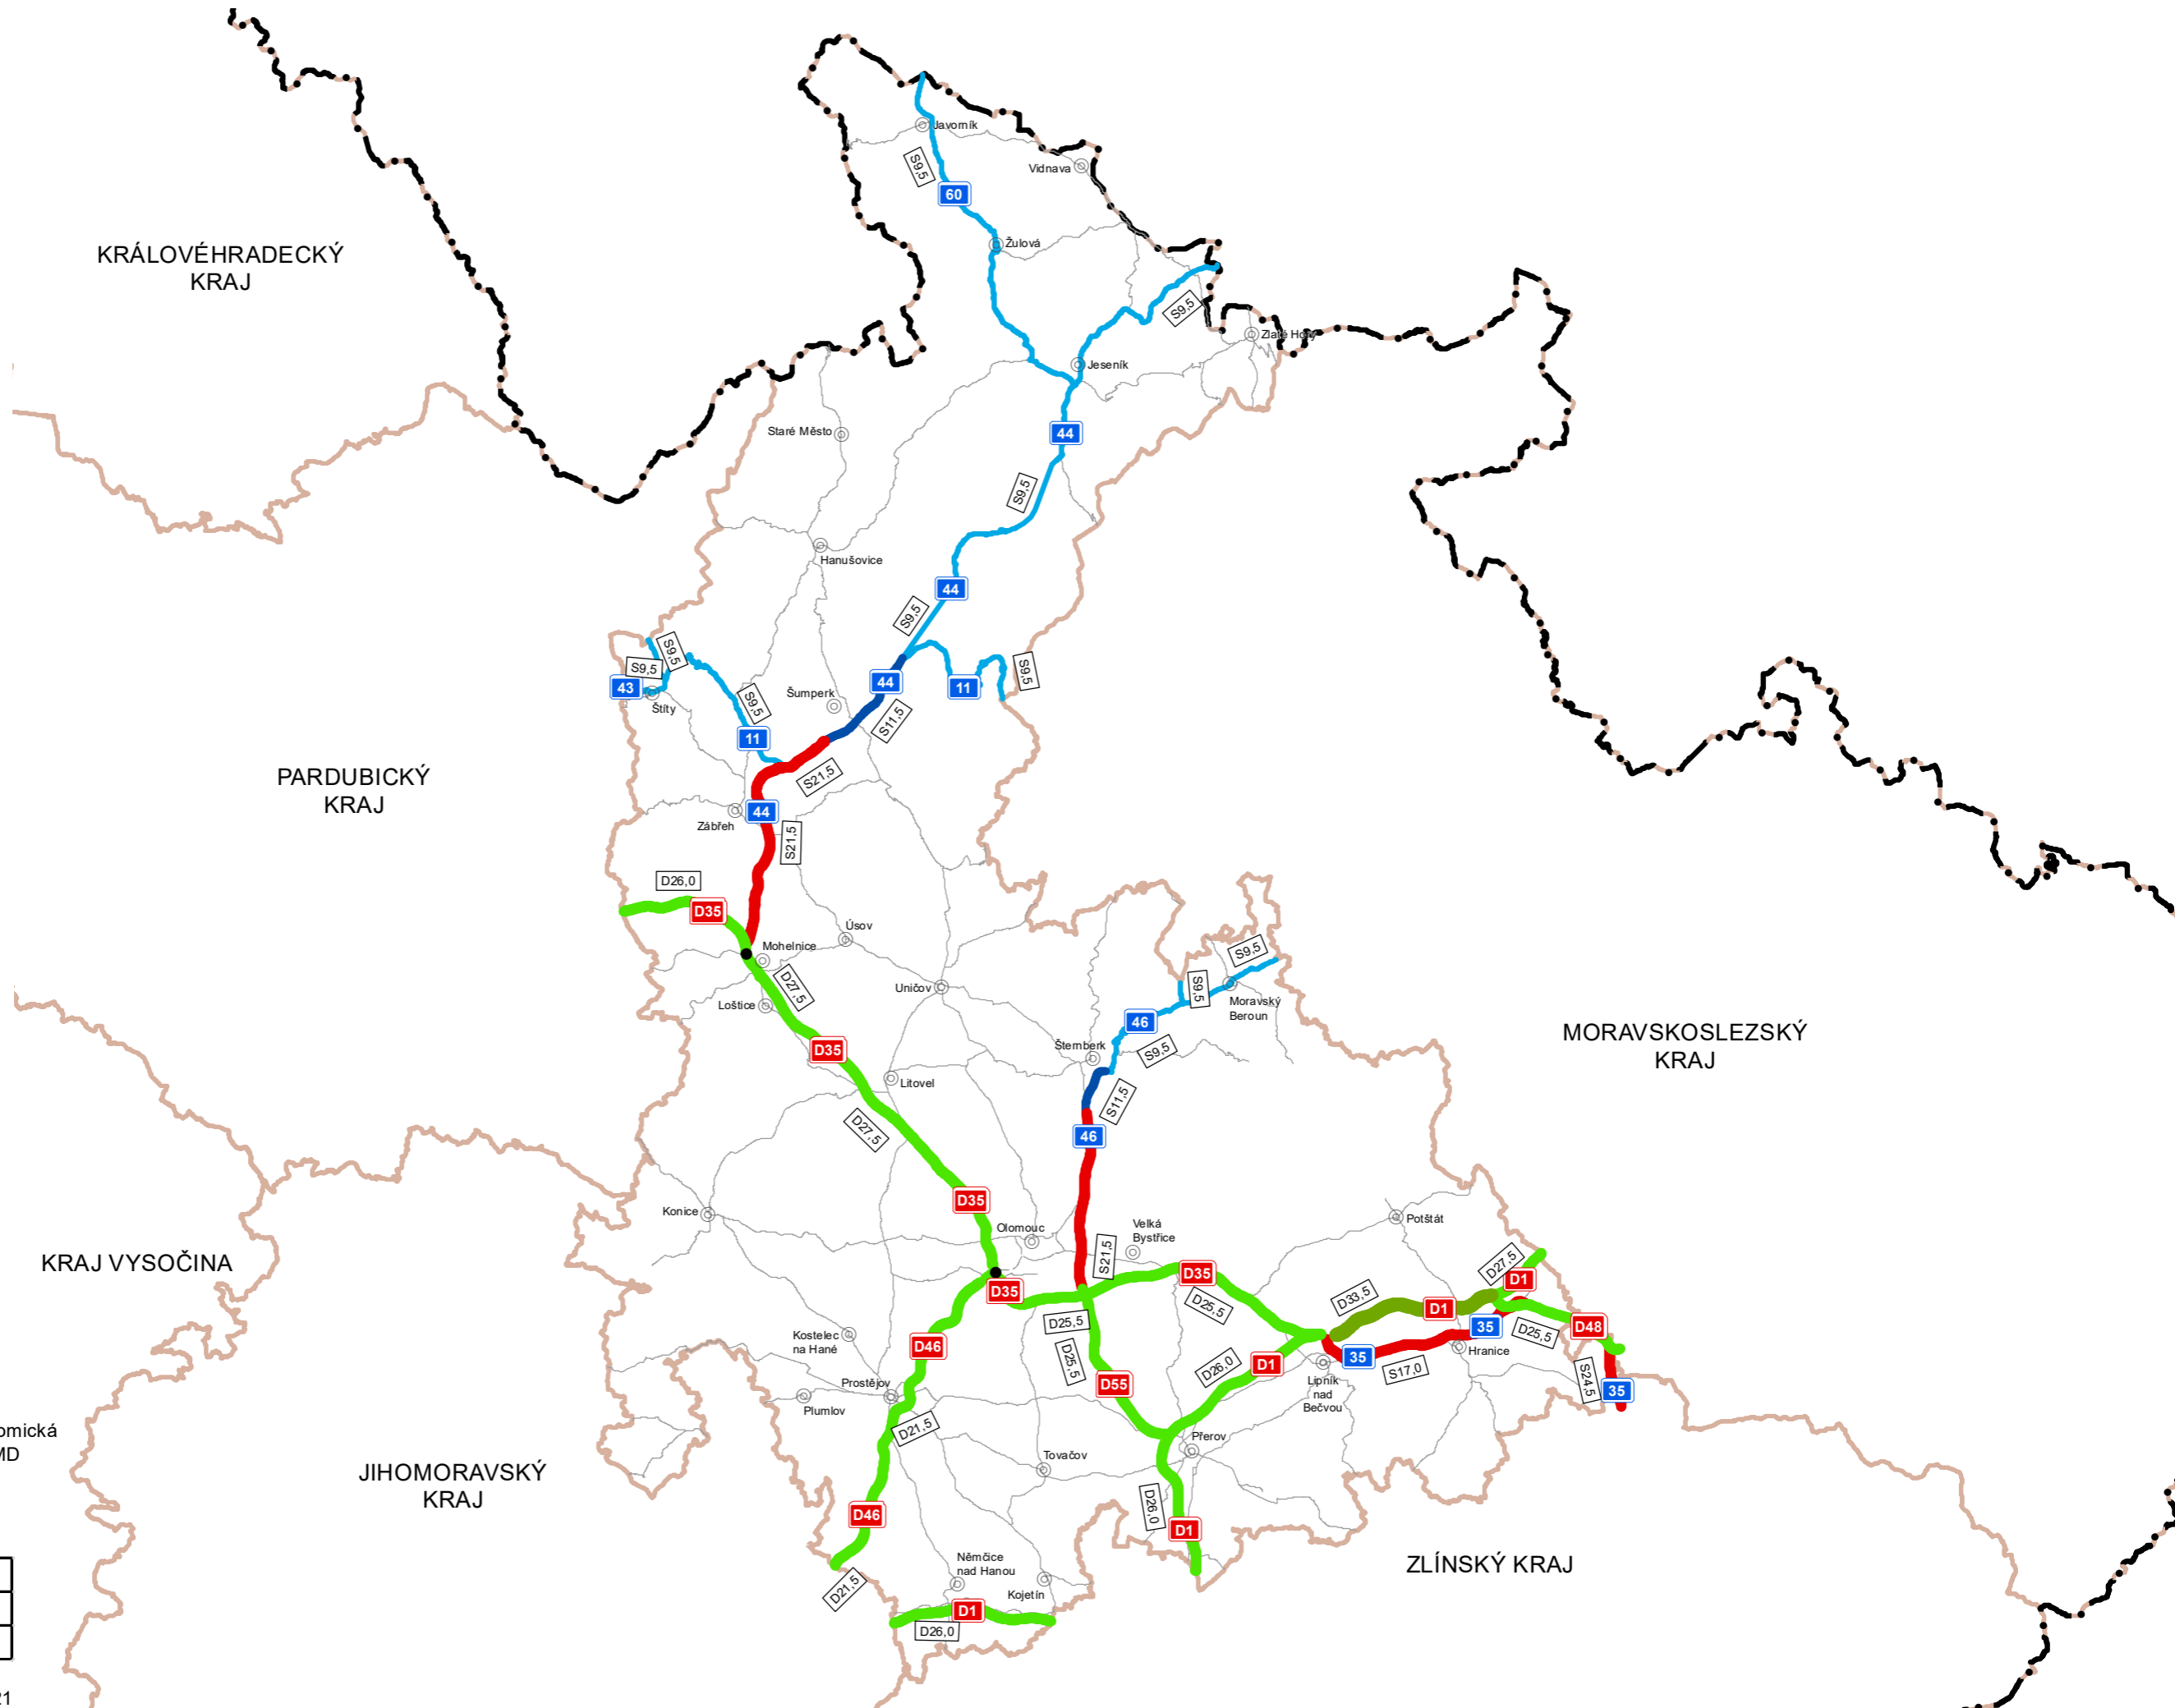 Javorník
S9,5
Vidnava
60
KRÁLOVÉHRADECKÝ
KRAJ
Žulová
S9,5
Zlaté Hory
Jeseník
Staré Město
44
S9,5
Hanušovice
44
S9,5
S9,5
S9,5
S9,5
43
Štíty
S9,5
Šumperk
44
11
S11,5
11
PARDUBICKÝ
KRAJ
S21,5
44
Zábřeh
S21,5
D26,0
D35
Úsov
Mohelnice
S9,5
D27,5
Uničov
S9,5
Loštice
Moravský
Beroun
46
MORAVSKOSLEZSKÝ
KRAJ
D35
Šternberk
S9,5
Litovel
S11,5
D27,5
46
D35
Konice
Olomouc
Velká
Bystřice
Potštát
KRAJ VYSOČINA
S21,5
D35
D27,5
D1
D35
D25,5
D33,5
D1
D25,5
35
D48
D25,5
Kostelec
na Hané
D46
D25,5
Hranice
35
D1
D26,0
S17,0
Lipník
nad
Bečvou
S24,5
35
Prostějov
D55
Plumlov
D21,5
omická
MD
Přerov
Tovačov
JIHOMORAVSKÝ
KRAJ
D46
D26,0
D1
Němčice
nad Hanou
Kojetín
ZLÍNSKÝ KRAJ
D21,5
D1
D26,0
21